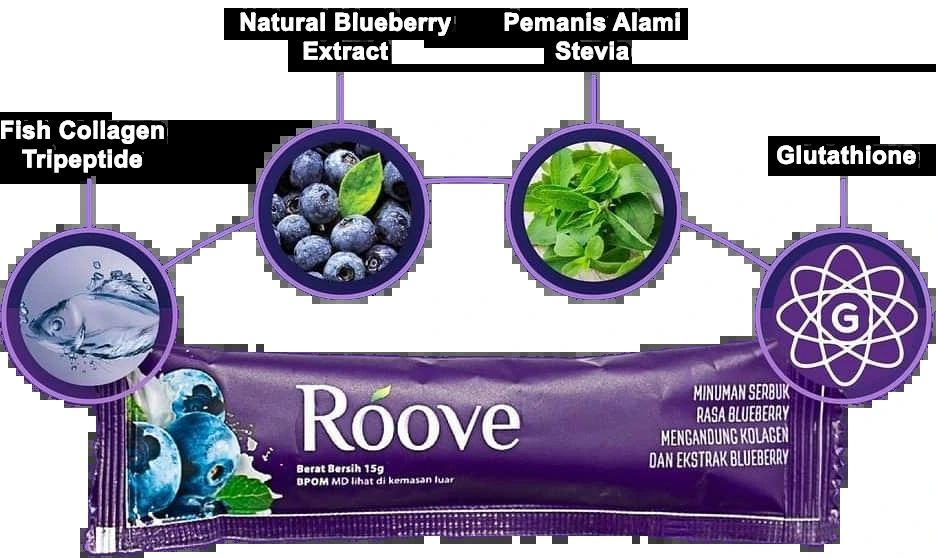 Natural Blueberry
Extract
Pemanis Alami
Stevia
Fish Collagen
Tripeptide
Glutathione
G
Roove
Berat Bersih 15g
BPOM MD lihat di kemasan luar
MINUMAN SERBUK
RASA BLUEBERRY
MENGANDUNG KOLAGEN
DAN EKSTRAK BLUEBERRY